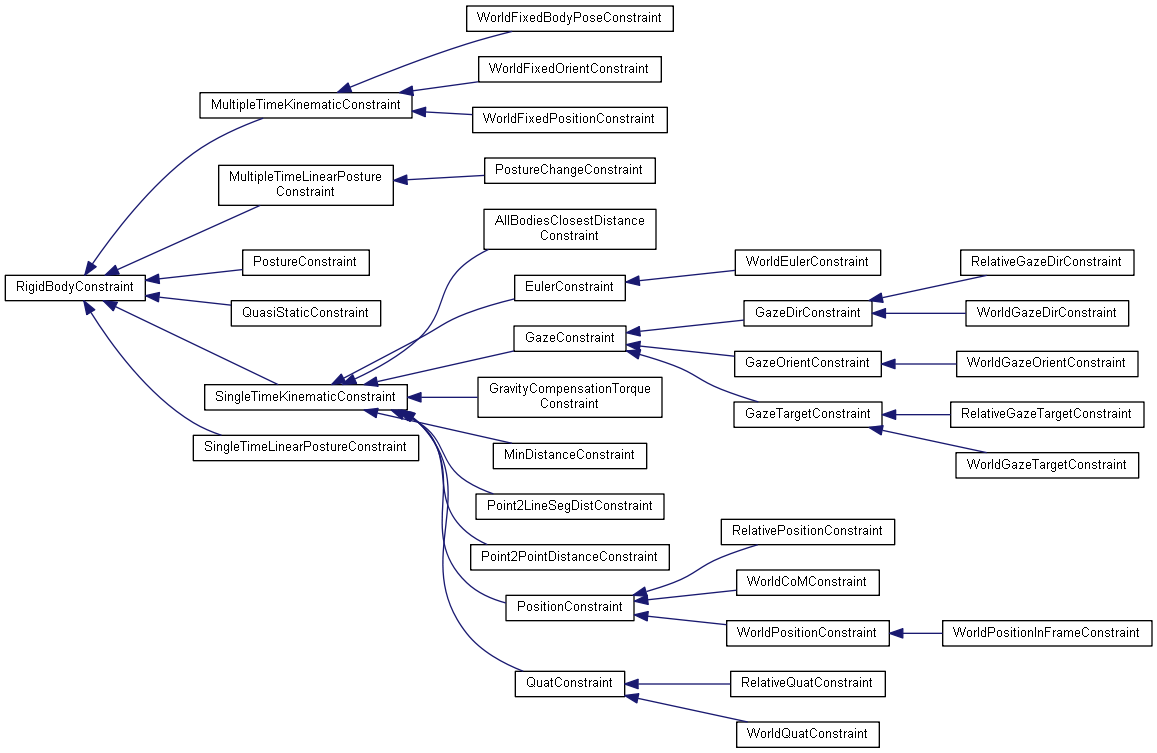 WorldFixedBodyPoseConstraint
WorldFixedOrientConstraint
MultipleTimeKinematicConstraint
WorldFixedPositionConstraint
MultipleTimeLinearPosture
Constraint
PostureChangeConstraint
AllBodiesClosestDistance
Constraint
PostureConstraint
WorldEulerConstraint
RelativeGazeDirConstraint
RigidBodyConstraint
EulerConstraint
QuasiStaticConstraint
GazeDirConstraint
WorldGazeDirConstraint
GazeConstraint
GazeOrientConstraint
WorldGazeOrientConstraint
SingleTimeKinematicConstraint
GravityCompensationTorque
Constraint
GazeTargetConstraint
RelativeGazeTargetConstraint
SingleTimeLinearPostureConstraint
MinDistanceConstraint
WorldGazeTargetConstraint
Point2LineSegDistConstraint
RelativePositionConstraint
Point2PointDistanceConstraint
WorldCoMConstraint
PositionConstraint
WorldPositionConstraint
WorldPositionInFrameConstraint
QuatConstraint
RelativeQuatConstraint
WorldQuatConstraint